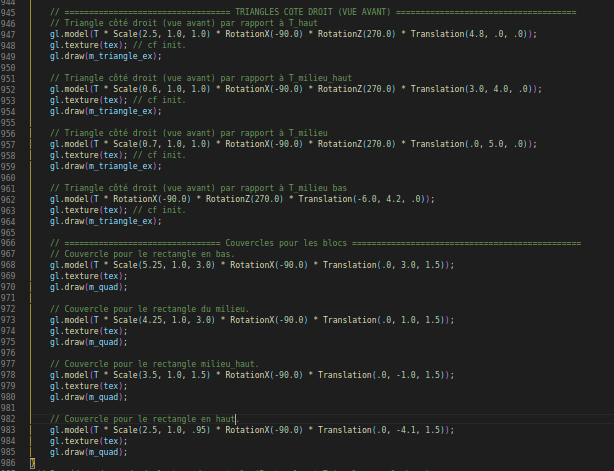 944
945 // ================================== TRIANGLES COTE DROIT (VUE AVANT) =====================================
946 // Triangle côté droit (vue avant) par rapport à T_haut
947 gl.model(T * Scale(2.5, 1.0, 1.0) * RotationX(-90.0) * RotationZ(270.0) * Translation(4.8, .0, .0));
948 gl.texture(tex); // cf init.
949 gl.draw(m_triangle_ex);
950
951 // Triangle côté droit (vue avant) par rapport à T_milieu_haut
952 gl.model(T * Scale(0.6, 1.0, 1.0) * RotationX(-90.0) * RotationZ(270.0) * Translation(3.0, 4.0, .0));
953 gl.texture(tex); // cf init.
954 gl.draw(m_triangle_ex);
955
956 // Triangle côté droit (vue avant) par rapport à T_milieu
957 gl.model(T * Scale(0.7, 1.0, 1.0) * RotationX(-90.0) * RotationZ(270.0) * Translation(.0, 5.0, .0));
958 gl.texture(tex); // cf init.
959 gl.draw(m_triangle_ex);
960
961 // Triangle côté droit (vue avant) par rapport à T_milieu bas
962 gl.model(T * RotationX(-90.0) * RotationZ(270.0) * Translation(-6.0, 4.2, .0));
963 gl.texture(tex); // cf init.
964 gl.draw(m_triangle_ex);
965
966 // ================================ Couvercles pour les blocs ===============================================
967 // Couvercle pour le rectangle en bas.
968 gl.model(T * Scale(5.25, 1.0, 3.0) * RotationX(-90.0) * Translation(.0, 3.0, 1.5));
969 gl.texture(tex);
970 gl.draw(m_quad);
971
972 // Couvercle pour le rectangle du milieu.
973 gl.model(T * Scale(4.25, 1.0, 3.0) * RotationX(-90.0) * Translation(.0, 1.0, 1.5));
974 gl.texture(tex);
975 gl.draw(m_quad);
976
977 // Couvercle pour le rectangle milieu_haut.
978 gl.model(T * Scale(3.5, 1.0, 1.5) * RotationX(-90.0) * Translation(.0, -1.0, 1.5));
979 gl.texture(tex);
980 gl.draw(m_quad);
981
982 // Couvercle pour le rectangle en haut
983 gl.model(T * Scale(2.5, 1.0, .95) * RotationX(-90.0) * Translation(.0, -4.1, 1.5));
984 gl.texture(tex);
985 gl.draw(m_quad);
986 }